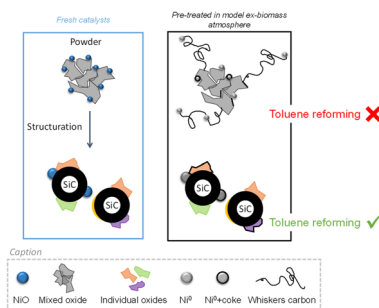 Fresh catalysts
Pre-treated in model ex-biomass
atmosphere
Powder
Toluene reforming
Structuration
SiC
SiC
SiC
SiC
Toluene reforming
Caption
NiO
Mixed oxide
Individual oxides
Ni⁰
Ni⁰+coke
Whiskers carbon